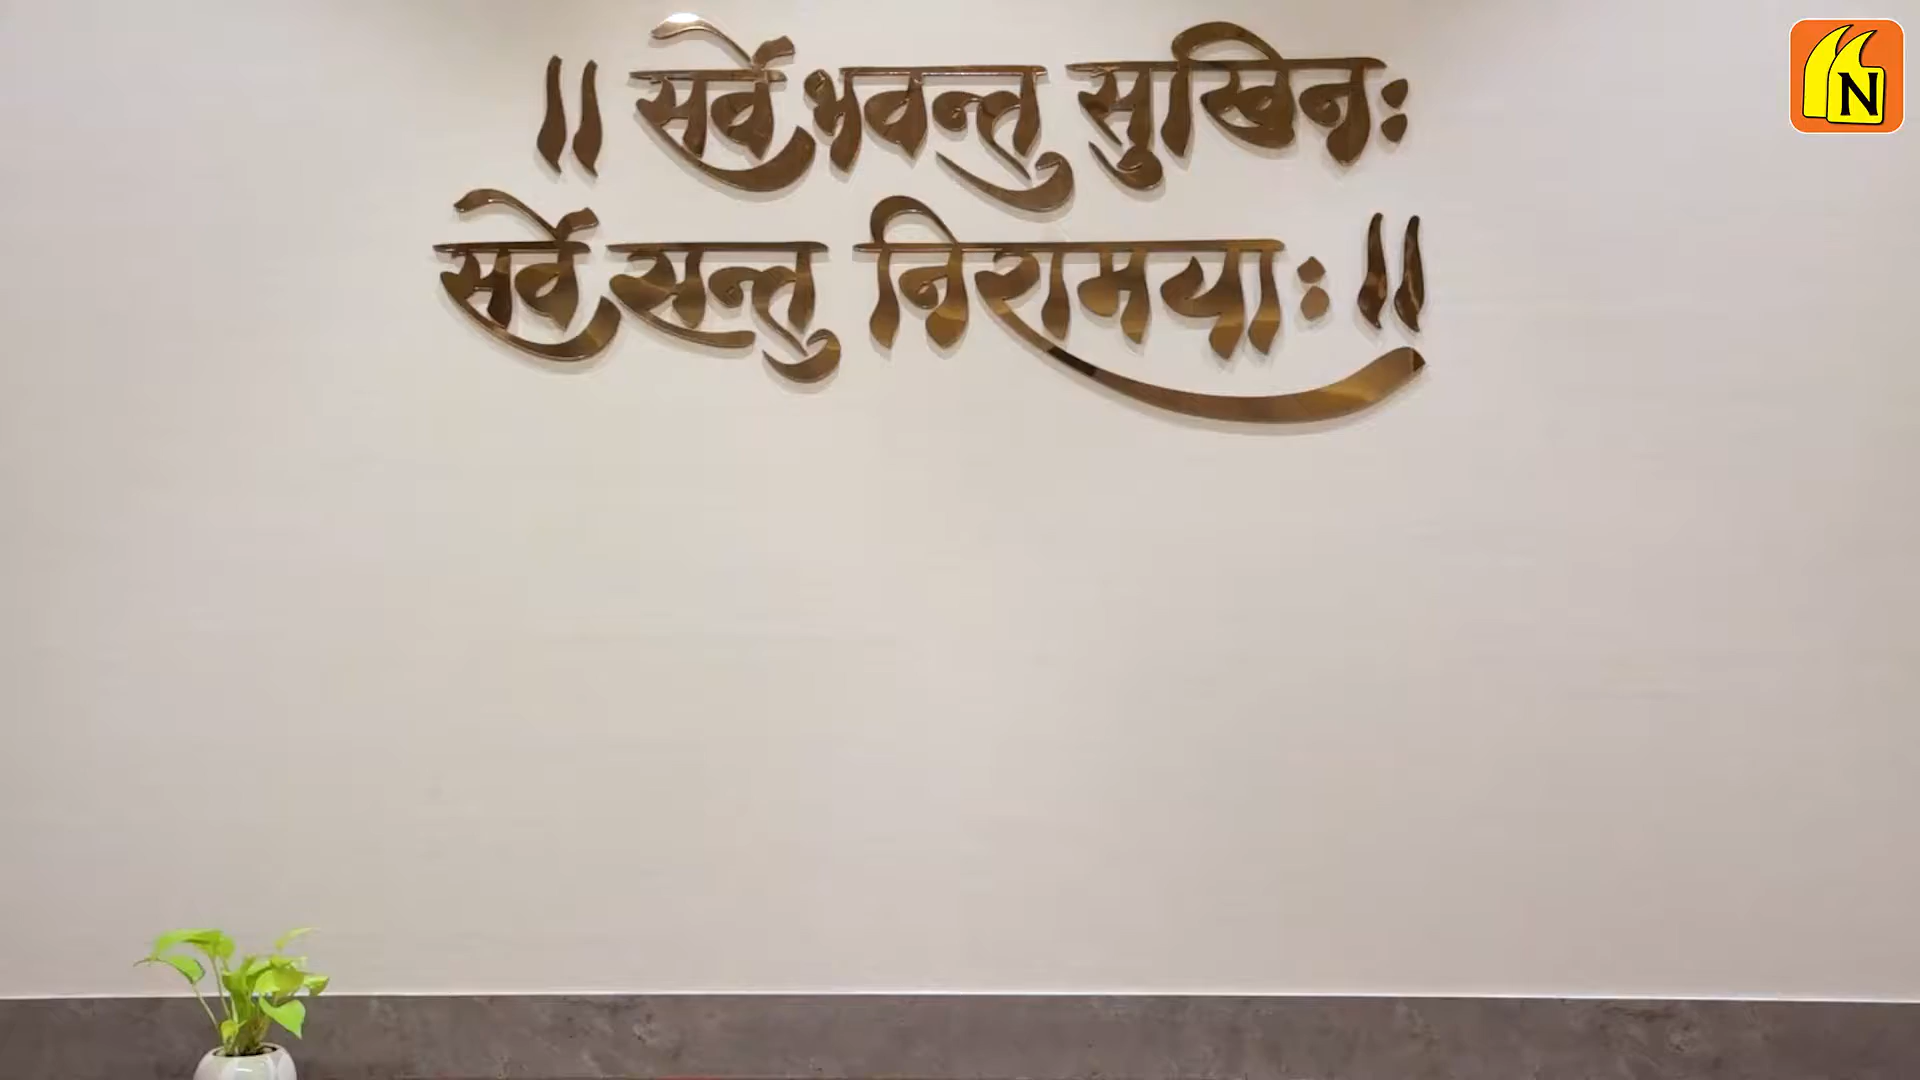 ॥ सर्वे भवन्तु सुखिनः
सर्वे सन्तु निरामयाः ॥
N